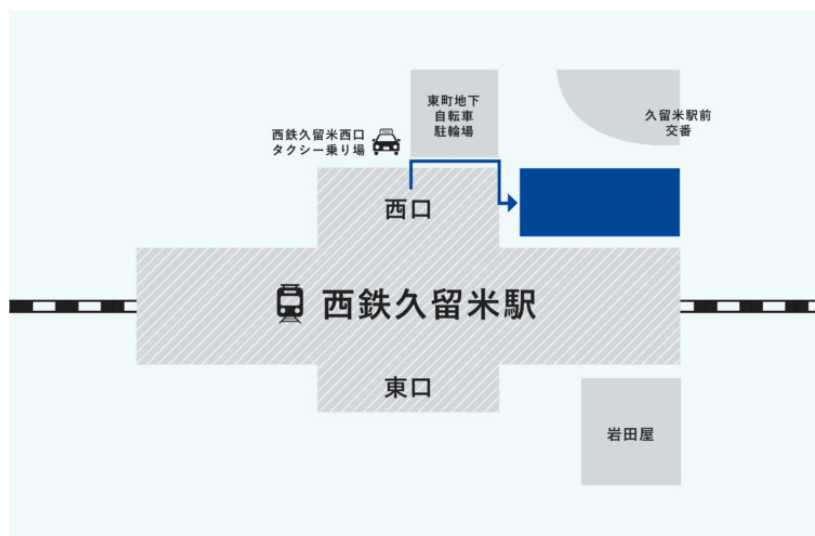 東町地下
自転車
駐輪場
久留米駅前
交番
西鉄久留米西口
タクシー乗り場
西口
西鉄久留米駅
東口
岩田屋